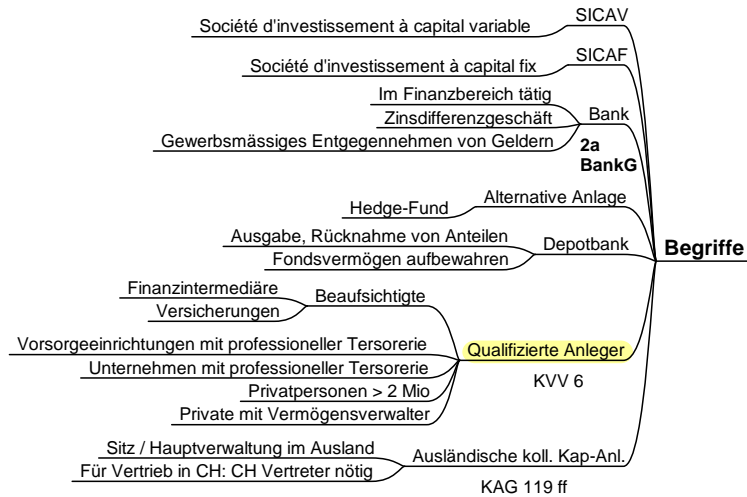 SICAV
Société d'investissement à capital variable
SICAF
Société d'investissement à capital fix
Bank
2a
BankG
Im Finanzbereich tätig
Zinsdifferenzgeschäft
Gewerbsmässiges Entgegennehmen von Geldern
Alternative Anlage
Hedge-Fund
Depotbank
Ausgabe, Rücknahme von Anteilen
Fondsvermögen aufbewahren
Begriffe
Qualifizierte Anleger
KVV 6
Beaufsichtigte
Finanzintermediäre
Versicherungen
Vorsorgeeinrichtungen mit professioneller Tersorerie
Unternehmen mit professioneller Tersorerie
Privatpersonen > 2 Mio
Private mit Vermögensverwalter
Ausländische koll. Kap-Anl.
KAG 119 ff
Sitz / Hauptverwaltung im Ausland
Für Vertrieb in CH: CH Vertreter nötig